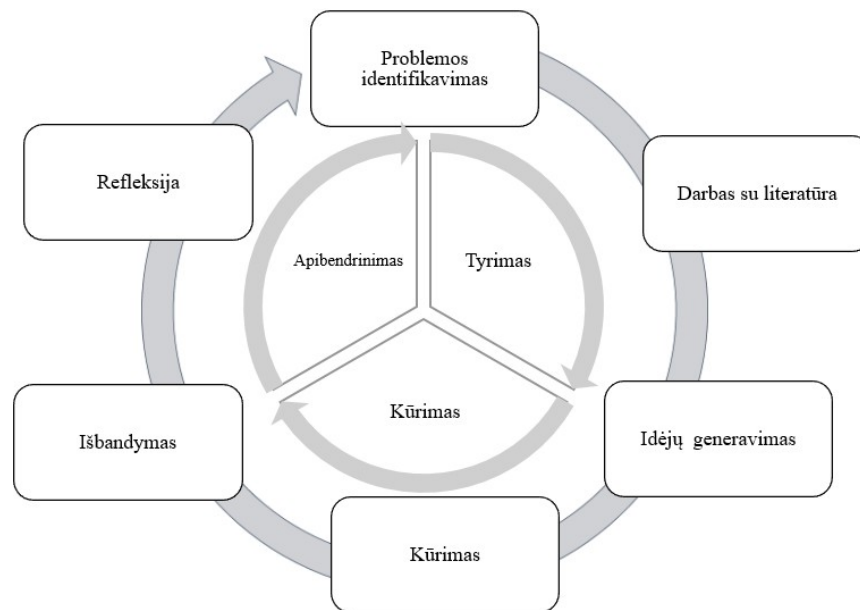 Problemos
identifikavimas
Refleksija
Darbas su literatūra
Apibendrinimas
Tyrimas
Kūrimas
Išbandymas
Idėjų generavimas
Kūrimas